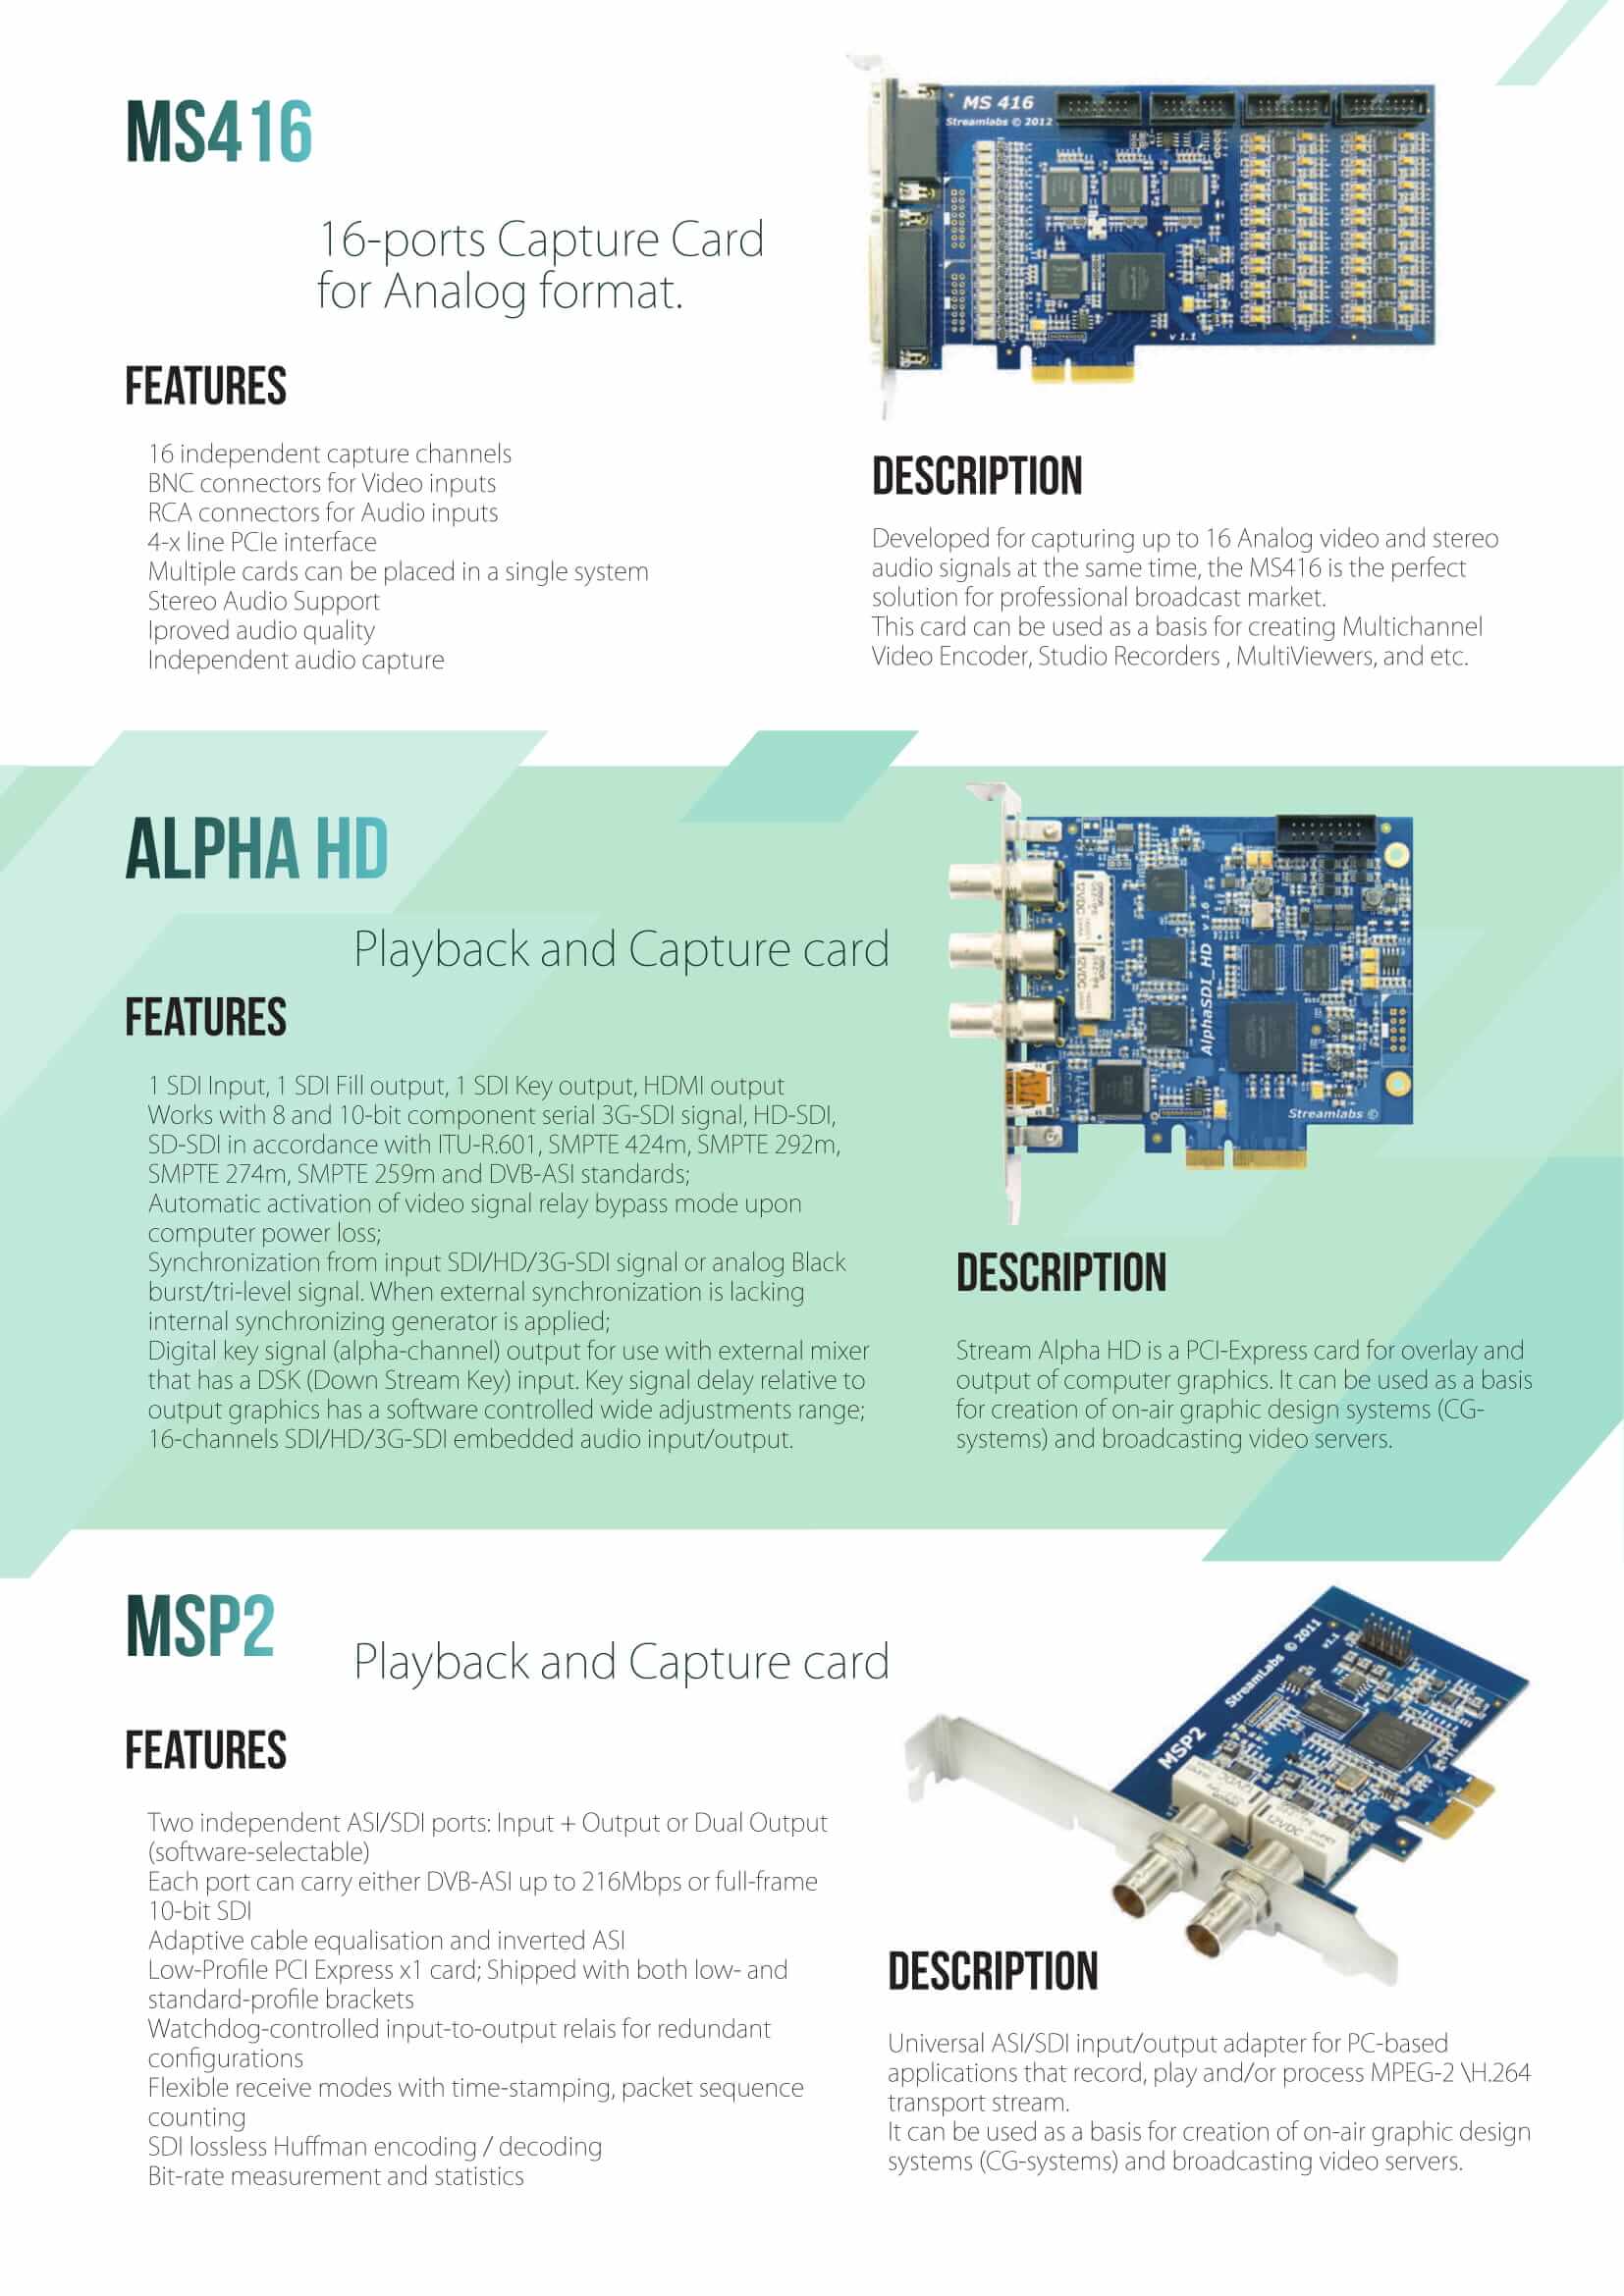 MS416
16-ports Capture Card
for Analog format.
FEATURES
16 independent capture channels
BNC connectors for Video inputs
RCA connectors for Audio inputs
4-x line PCIe interface
Multiple cards can be placed in a single system
Stereo Audio Support
Iproved audio quality
Independent audio capture
MS 416
Streamlabs © 2012
v 1.1
DESCRIPTION
Developed for capturing up to 16 Analog video and stereo
audio signals at the same time, the MS416 is the perfect
solution for professional broadcast market.
This card can be used as a basis for creating Multichannel
Video Encoder, Studio Recorders , MultiViewers, and etc.
ALPHA HD
Playback and Capture card
FEATURES
1 SDI Input, 1 SDI Fill output, 1 SDI Key output, HDMI output
Works with 8 and 10-bit component serial 3G-SDI signal, HD-SDI,
SD-SDI in accordance with ITU-R.601, SMPTE 424m, SMPTE 292m,
SMPTE 274m, SMPTE 259m and DVB-ASI standards;
Automatic activation of video signal relay bypass mode upon
computer power loss;
Synchronization from input SDI/HD/3G-SDI signal or analog Black
burst/tri-level signal. When external synchronization is lacking
internal synchronizing generator is applied;
Digital key signal (alpha-channel) output for use with external mixer
that has a DSK (Down Stream Key) input. Key signal delay relative to
output graphics has a software controlled wide adjustments range;
16-channels SDI/HD/3G-SDI embedded audio input/output.
12VDC
12VDC
AlphaSDI_HD v 1.6
Streamlabs ©
DESCRIPTION
Stream Alpha HD is a PCI-Express card for overlay and
output of computer graphics. It can be used as a basis
for creation of on-air graphic design systems (CG-
systems) and broadcasting video servers.
MSP2
Playback and Capture card
FEATURES
Two independent ASI/SDI ports: Input + Output or Dual Output
(software-selectable)
Each port can carry either DVB-ASI up to 216Mbps or full-frame
10-bit SDI
Adaptive cable equalisation and inverted ASI
Low-Profile PCI Express x1 card; Shipped with both low- and
standard-profile brackets
Watchdog-controlled input-to-output relais for redundant
configurations
Flexible receive modes with time-stamping, packet sequence
counting
SDI lossless Huffman encoding / decoding
Bit-rate measurement and statistics
MSP2
StreamLabs © 2011
v1.1
12VDC
12VDC
DESCRIPTION
Universal ASI/SDI input/output adapter for PC-based
applications that record, play and/or process MPEG-2 \H.264
transport stream.
It can be used as a basis for creation of on-air graphic design
systems (CG-systems) and broadcasting video servers.